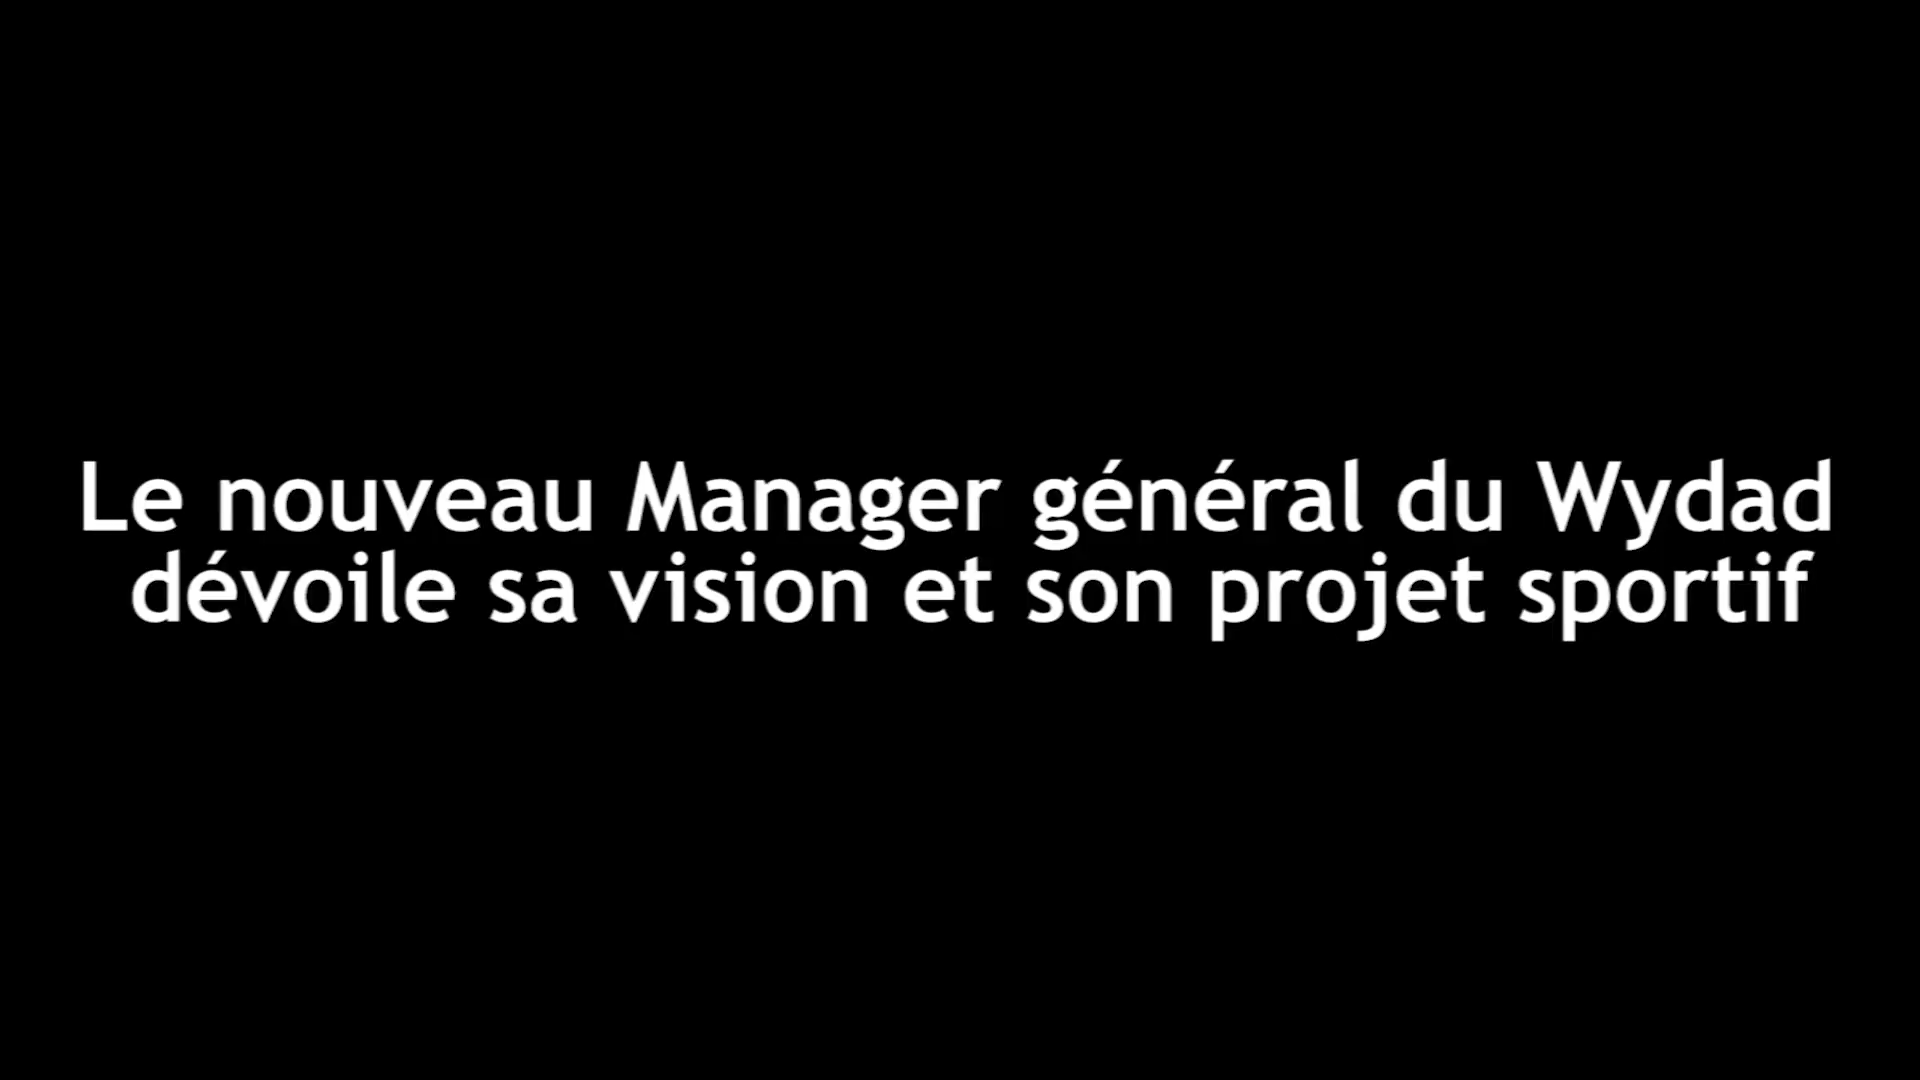 Le nouveau Manager général du Wydad
dévoile sa vision et son projet sportif